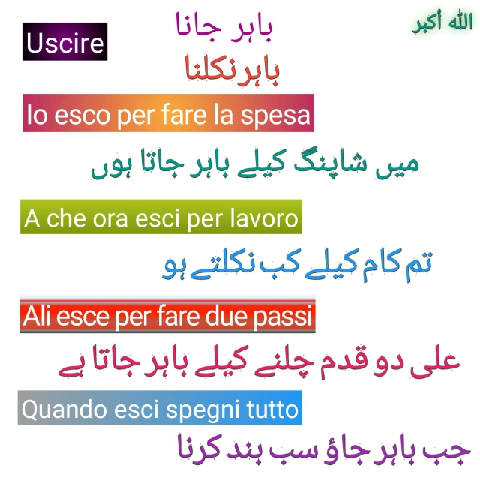 الله أكبر
Uscire
باہر جانا
باہر نکلنا
Io esco per fare la spesa
میں شاپنگ کیلے باہر جاتا ہوں
A che ora esci per lavoro
تم کام کیلے کب نکلتے ہو
Ali esce per fare due passi
علی دو قدم چلنے کیلے باہر جاتا ہے
Quando esci spegni tutto
جب باہر جاؤ سب بند کرنا